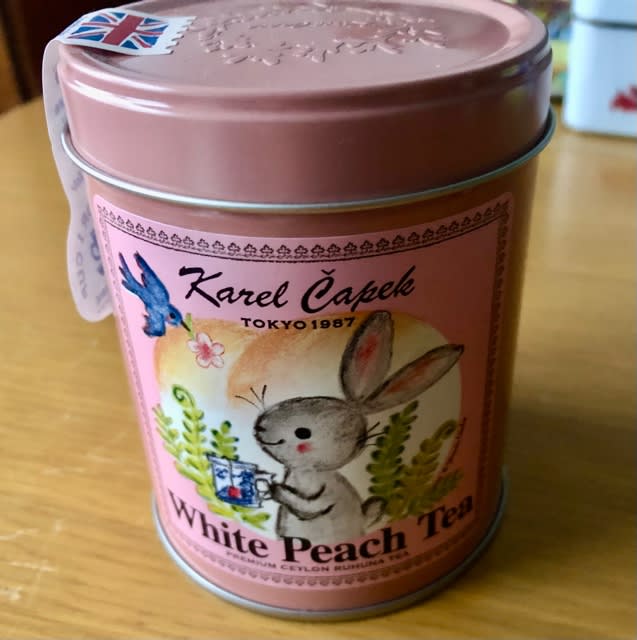 Karel Čapek
TOKYO 1987
White Peach Tea
PREMIUM CEYLON RUHUNA TEA